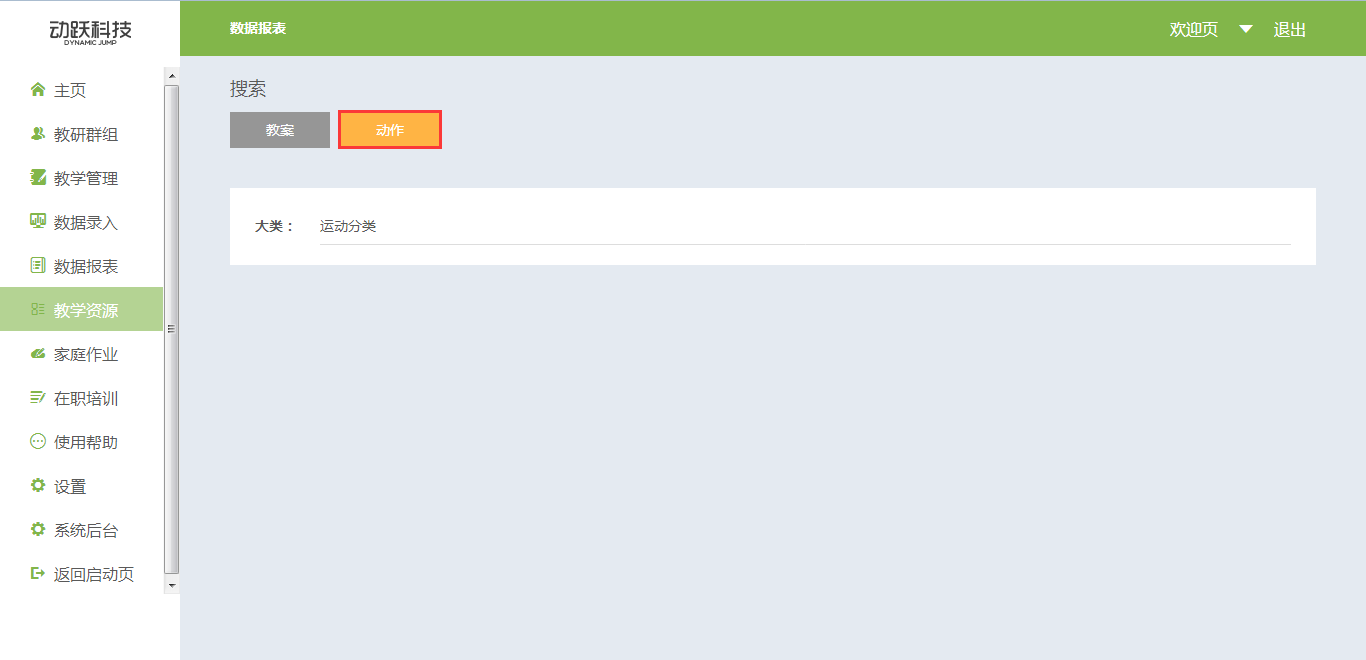 动跃科技
DYNAMIC JUMP
数据报表
欢迎页
退出
主页
教研群组
教学管理
数据录入
数据报表
教学资源
家庭作业
在职培训
使用帮助
设置
系统后台
返回启动页
搜索
教案
动作
大类： 运动分类